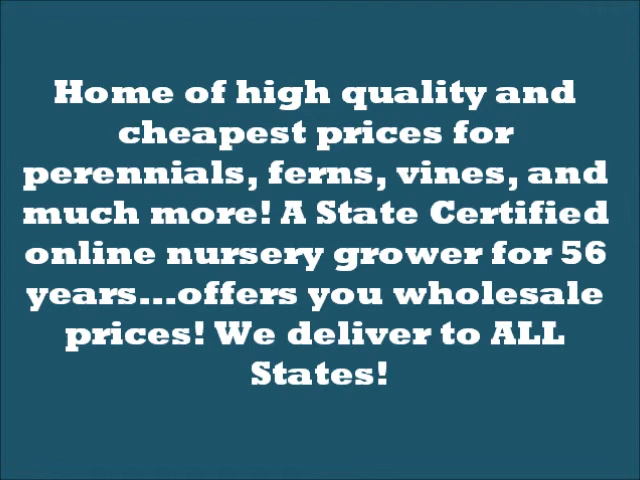 Home of high quality and
cheapest prices for
perennials, ferns, vines, and
much more! A State Certified
online nursery grower for 56
years...offers you wholesale
prices! We deliver to ALL
States!